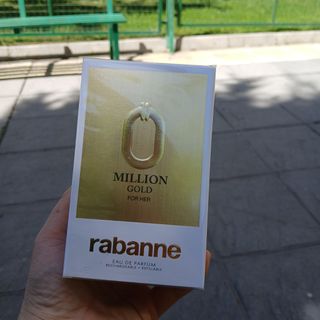 MILLION
GOLD
FOR HER
rabanne
EAU DE PARFUM
RECHARGEABLE • REFILLABLE